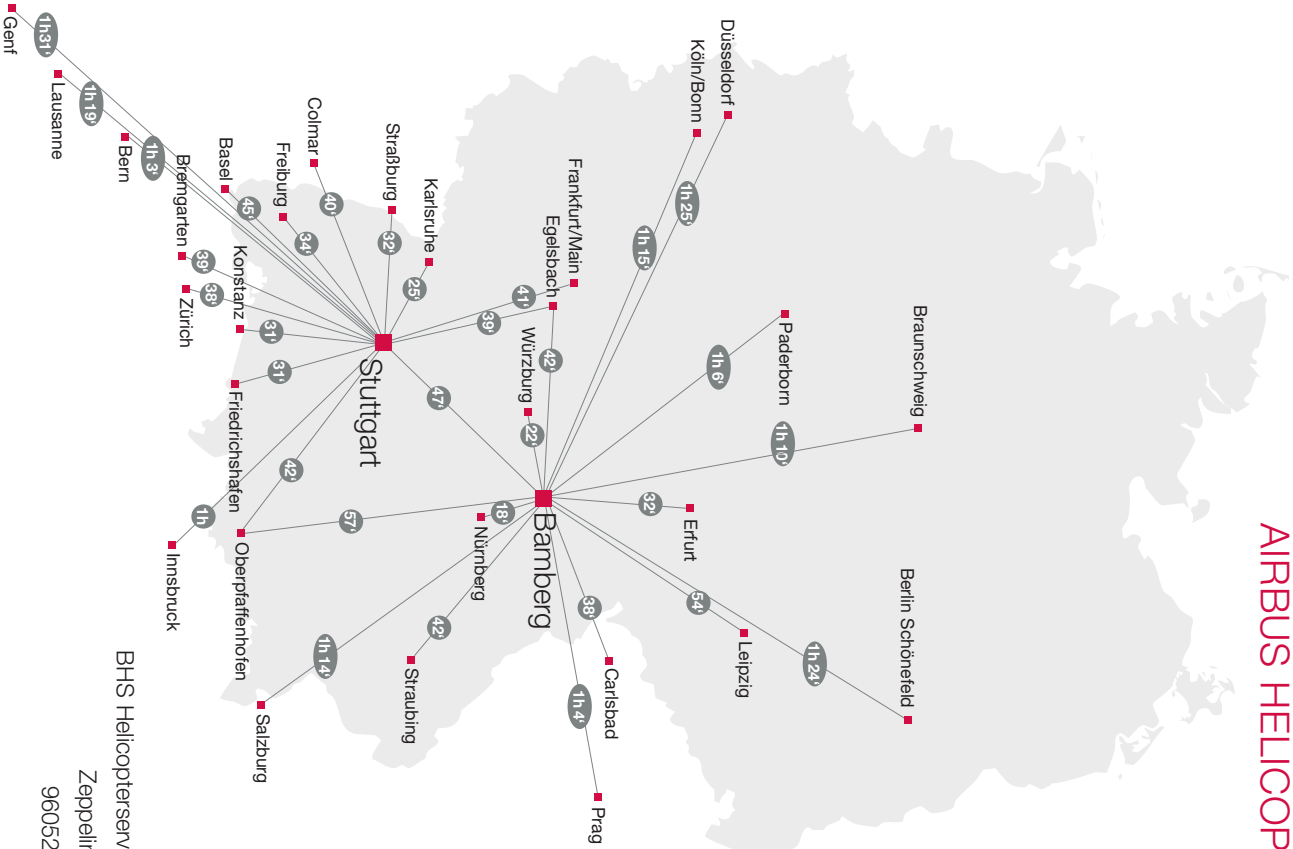 AIRBUS HELICOP
Berlin Schönefeld
Braunschweig
1h 24‘
Paderborn
1h 10‘
Leipzig
Düsseldorf
1h 6‘
54‘
Köln/Bonn
1h 25‘
Erfurt
32‘
1h 15‘
Carlsbad
38‘
Prag
1h 4‘
Frankfurt/Main
Egelsbach
42‘
Bamberg
Würzburg
22‘
41‘
39‘
18‘
Nürnberg
Karlsruhe
25‘
47‘
42‘
Straubing
Straßburg
32‘
Stuttgart
57‘
Colmar
40‘
1h 14‘
Freiburg
34‘
42‘
Salzburg
Basel
45‘
Konstanz
31‘
31‘
Friedrichshafen
Oberpfaffenhofen
Bremgarten
39‘
38‘
Zürich
1h
Innsbruck
1h 3‘
Bern
1h 19‘
Lausanne
1h31‘
Genf
BHS Helicopterserv
Zeppelin
96052